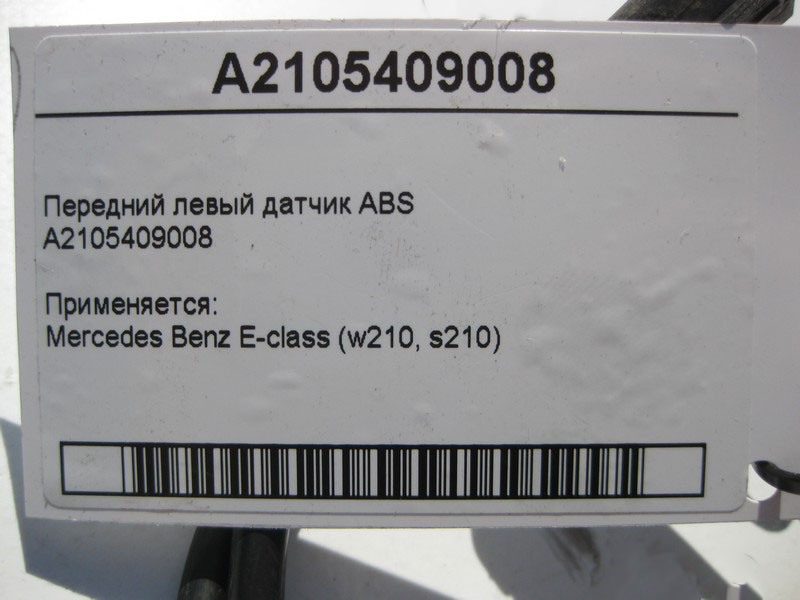 A2105409008
Передний левый датчик ABS
A2105409008
Применяется:
Mercedes Benz E-class (w210, s210)